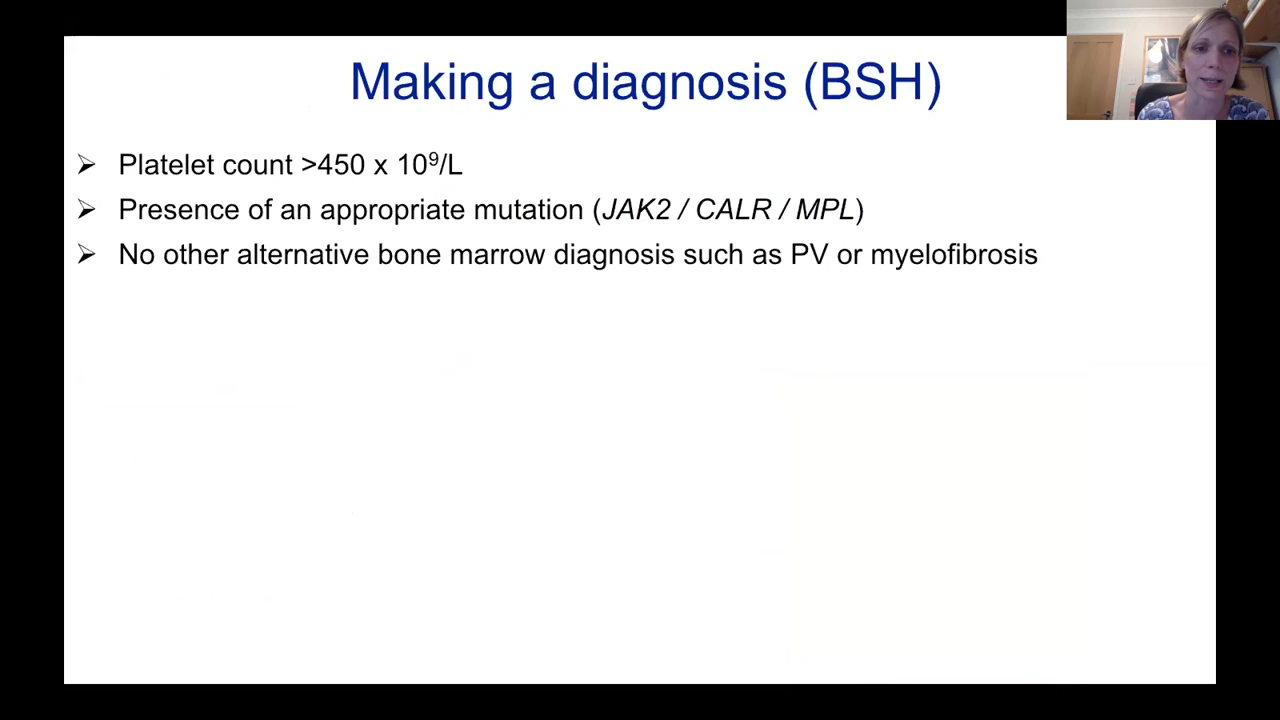 Making a diagnosis (BSH)
➢ Platelet count >450 x 10⁹/L
➢ Presence of an appropriate mutation (JAK2 / CALR / MPL)
➢ No other alternative bone marrow diagnosis such as PV or myelofibrosis